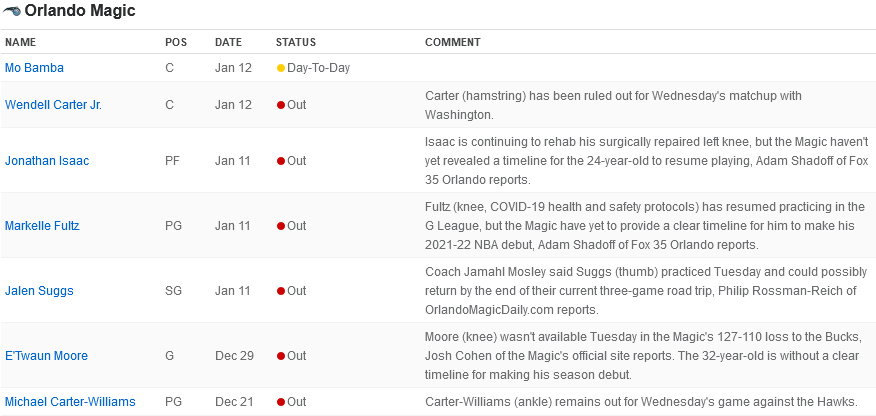 Orlando Magic
NAME POS DATE STATUS COMMENT
Mo Bamba C Jan 12 Day-To-Day
Wendell Carter Jr. C Jan 12 Out Carter (hamstring) has been ruled out for Wednesday's matchup with
Washington.
Jonathan Isaac PF Jan 11 Out Isaac is continuing to rehab his surgically repaired left knee, but the Magic haven't
yet revealed a timeline for the 24-year-old to resume playing, Adam Shadoff of Fox
35 Orlando reports.
Markelle Fultz PG Jan 11 Out Fultz (knee, COVID-19 health and safety protocols) has resumed practicing in the
G League, but the Magic have yet to provide a clear timeline for him to make his
2021-22 NBA debut, Adam Shadoff of Fox 35 Orlando reports.
Jalen Suggs SG Jan 11 Out Coach Jamahl Mosley said Suggs (thumb) practiced Tuesday and could possibly
return by the end of their current three-game road trip, Philip Rossman-Reich of
OrlandoMagicDaily.com reports.
E'Twaun Moore G Dec 29 Out Moore (knee) wasn't available Tuesday in the Magic's 127-110 loss to the Bucks,
Josh Cohen of the Magic's official site reports. The 32-year-old is without a clear
timeline for making his season debut.
Michael Carter-Williams PG Dec 21 Out Carter-Williams (ankle) remains out for Wednesday's game against the Hawks.